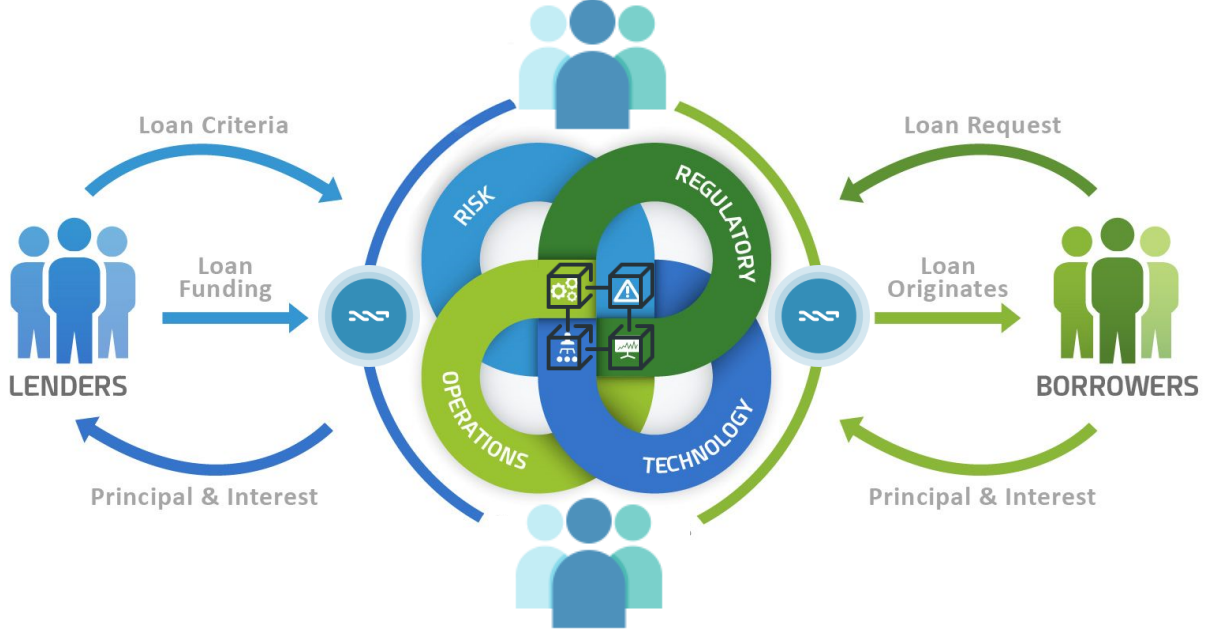 Loan Criteria
Loan Request
RISK
REGULATORY
Loan
Funding
Loan
Originates
LENDERS
BORROWERS
OPERATIONS
TECHNOLOGY
Principal & Interest
Principal & Interest